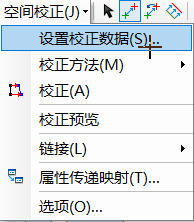 空间校正(J)
设置校正数据(S)...
校正方法(M)
校正(A)
校正预览
链接(L)
属性传递映射(T)...
选项(O)...